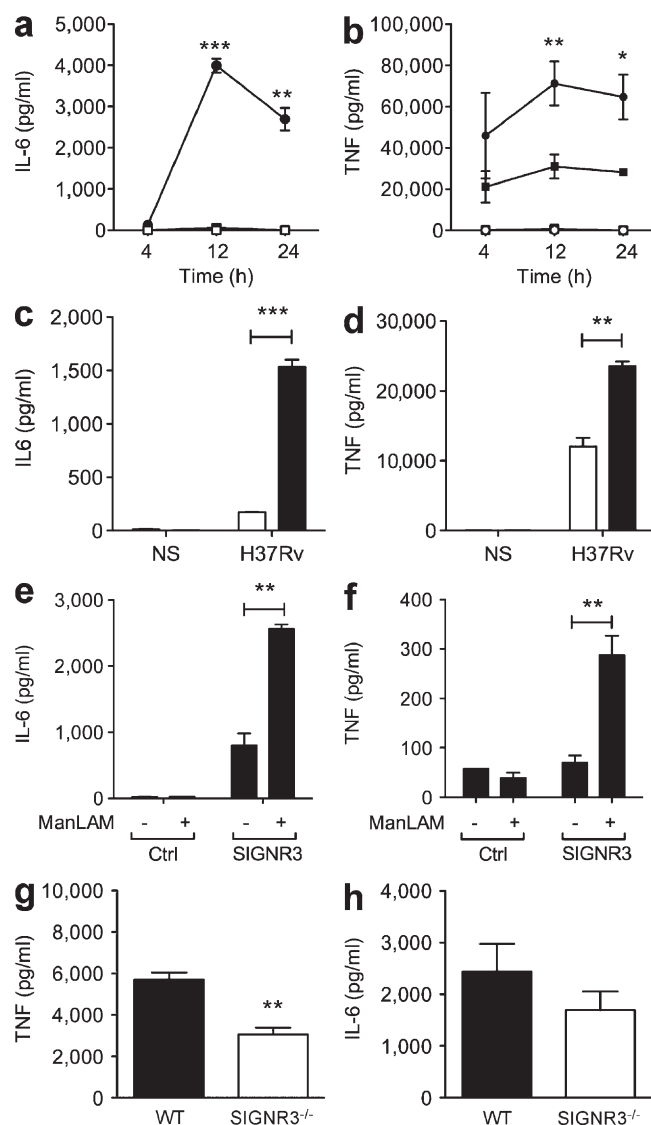 a
IL-6 (pg/ml)
5,000
4,000
3,000
2,000
1,000
0
***
**
4 12 24
Time (h)
b
TNF (pg/ml)
100,000
80,000
60,000
40,000
20,000
0
**
*
4 12 24
Time (h)
c
IL6 (pg/ml)
2,000
1,500
1,000
500
0
***
NS H37Rv
d
TNF (pg/ml)
30,000
20,000
10,000
0
**
NS H37Rv
e
IL-6 (pg/ml)
3,000
2,000
1,000
0
**
ManLAM - + - +
Ctrl SIGNR3
f
TNF (pg/ml)
400
300
200
100
0
**
ManLAM - + - +
Ctrl SIGNR3
g
TNF (pg/ml)
10,000
8,000
6,000
4,000
2,000
0
**
WT SIGNR3-/-
h
IL-6 (pg/ml)
4,000
3,000
2,000
1,000
0
WT SIGNR3-/-